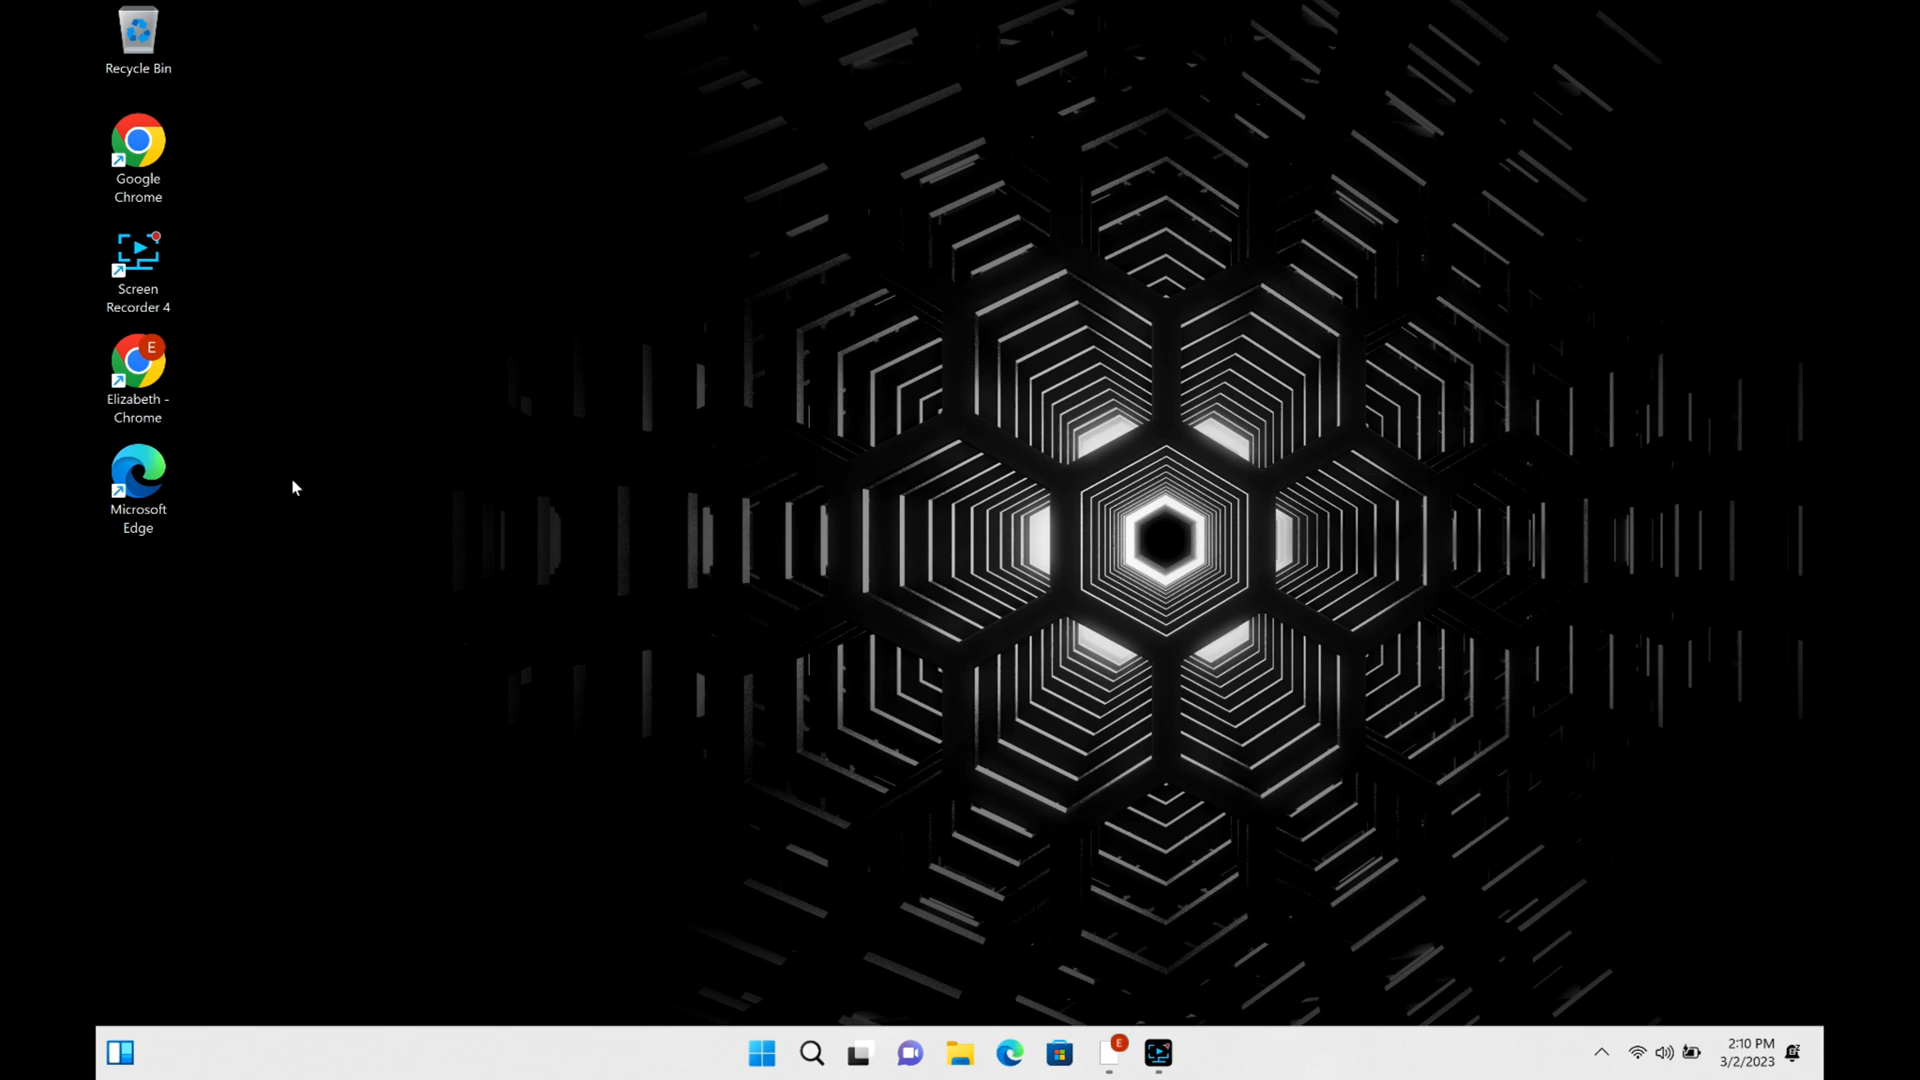 Recycle Bin
Google
Chrome
Screen
Recorder 4
E
Elizabeth -
Chrome
Microsoft
Edge
E
2:10 PM
3/2/2023